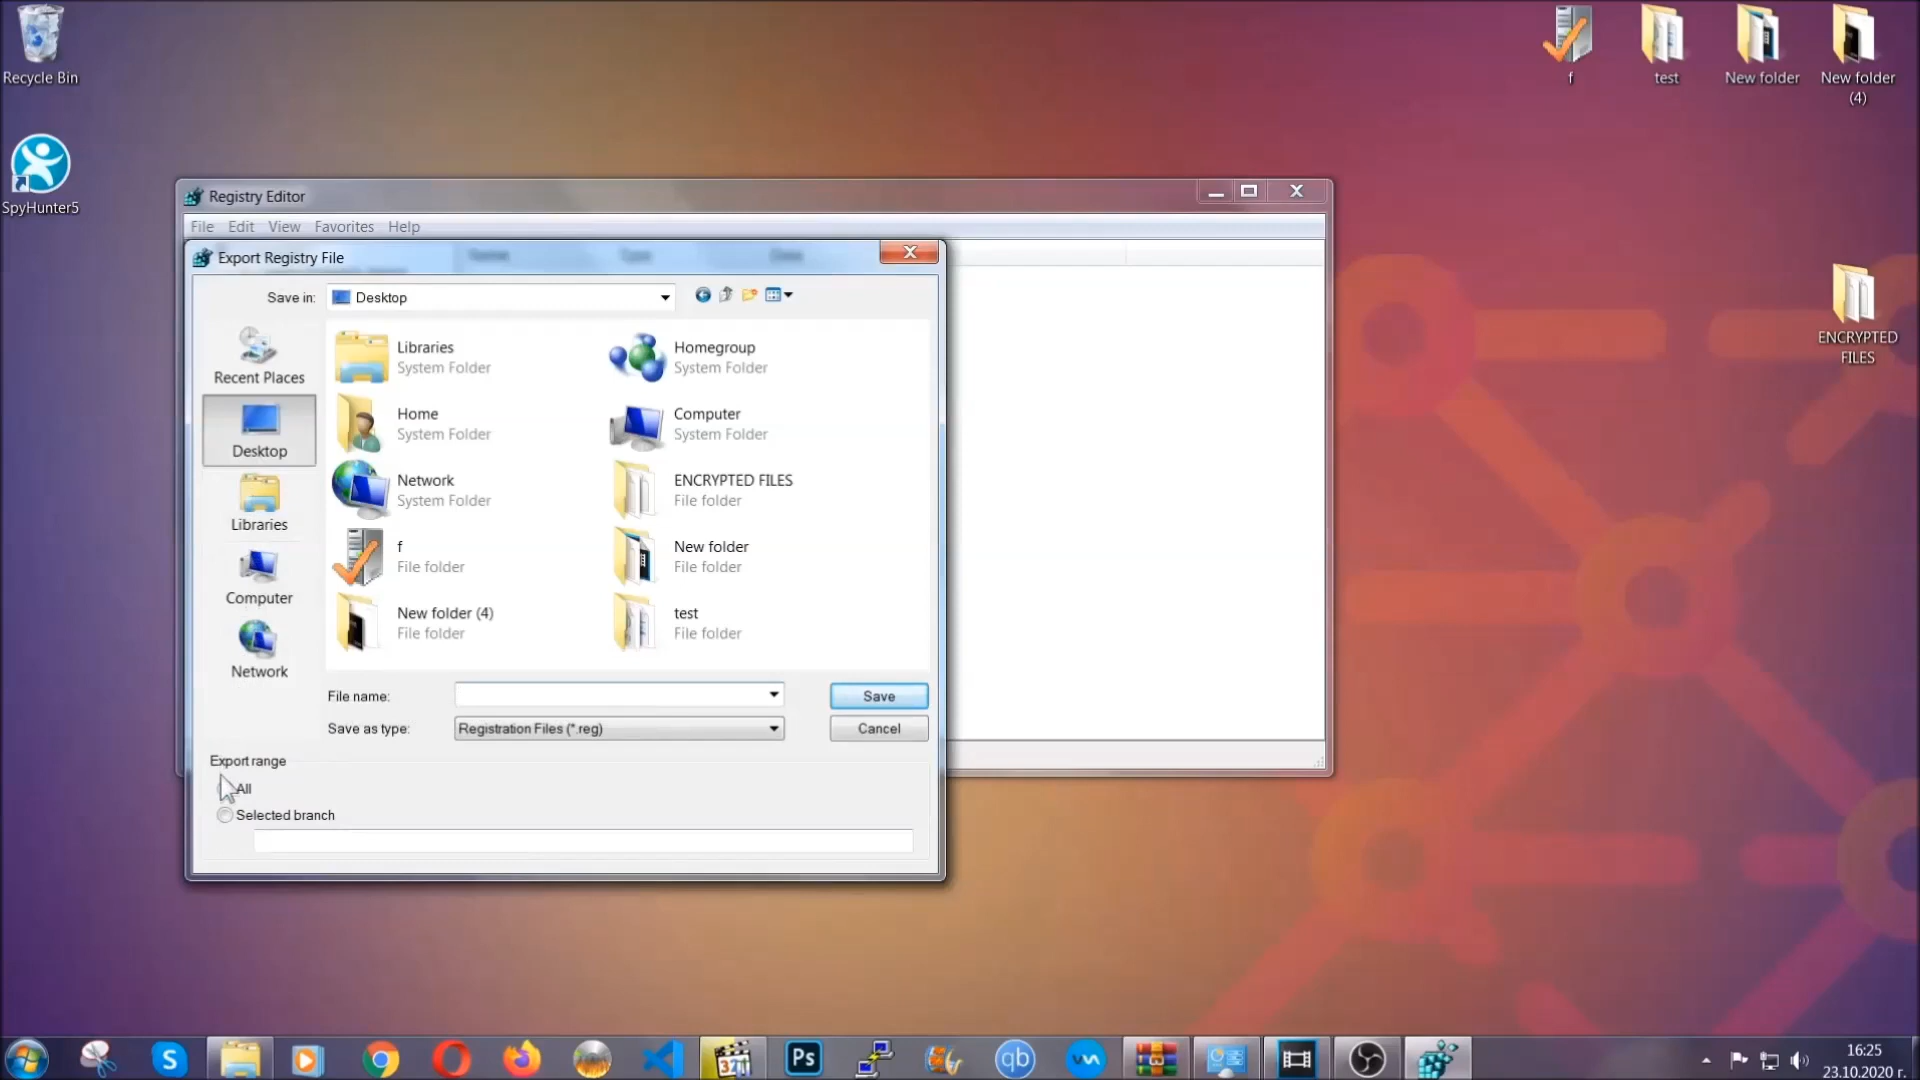 Recycle Bin
SpyHunter5
f
test
New folder
New folder
(4)
ENCRYPTED
FILES
Registry Editor
File Edit View Favorites Help
Export Registry File
Save in:
Desktop
Recent Places
Desktop
Libraries
Computer
Network
Libraries
System Folder
Homegroup
System Folder
Home
System Folder
Computer
System Folder
Network
System Folder
ENCRYPTED FILES
File folder
f
File folder
New folder
File folder
New folder (4)
File folder
test
File folder
File name:
Save
Save as type:
Registration Files (*.reg)
Cancel
Export range
All
Selected branch
S
Ps
qb
321
16:25
23.10.2020 г.